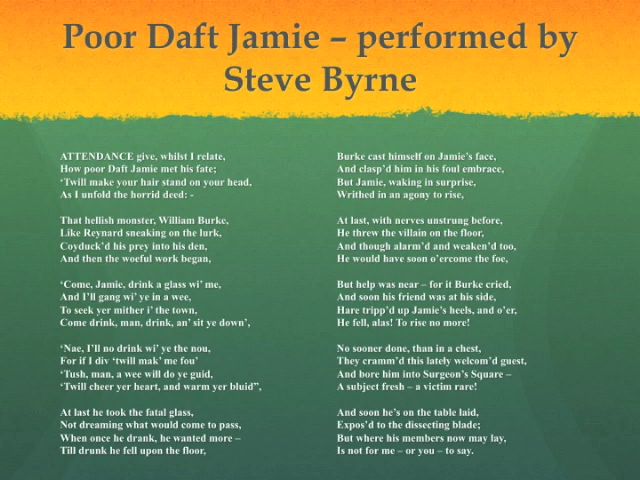 Poor Daft Jamie – performed by
Steve Byrne
ATTENDANCE give, whilst I relate,
How poor Daft Jamie met his fate;
‘Twill make your hair stand on your head,
As I unfold the horrid deed: -
That hellish monster, William Burke,
Like Reynard sneaking on the lurk,
Coyduck’d his prey into his den,
And then the woeful work began,
‘Come, Jamie, drink a glass wi’ me,
And I’ll gang wi’ ye in a wee,
To seek yer mither i’ the town,
Come drink, man, drink, an’ sit ye down’,
‘Nae, I’ll no drink wi’ ye the nou,
For if I div ‘twill mak’ me fou’
‘Tush, man, a wee will do ye guid,
‘Twill cheer yer heart, and warm yer bluid”,
At last he took the fatal glass,
Not dreaming what would come to pass,
When once he drank, he wanted more –
Till drunk he fell upon the floor,
Burke cast himself on Jamie’s face,
And clasp’d him in his foul embrace,
But Jamie, waking in surprise,
Writhed in an agony to rise,
At last, with nerves unstrung before,
He threw the villain on the floor,
And though alarm’d and weaken’d too,
He would have soon o’ercome the foe,
But help was near – for it Burke cried,
And soon his friend was at his side,
Hare tripp’d up Jamie’s heels, and o’er,
He fell, alas! To rise no more!
No sooner done, than in a chest,
They cramm’d this lately welcom’d guest,
And bore him into Surgeon’s Square –
A subject fresh – a victim rare!
And soon he’s on the table laid,
Expos’d to the dissecting blade;
But where his members now may lay,
Is not for me – or you – to say.